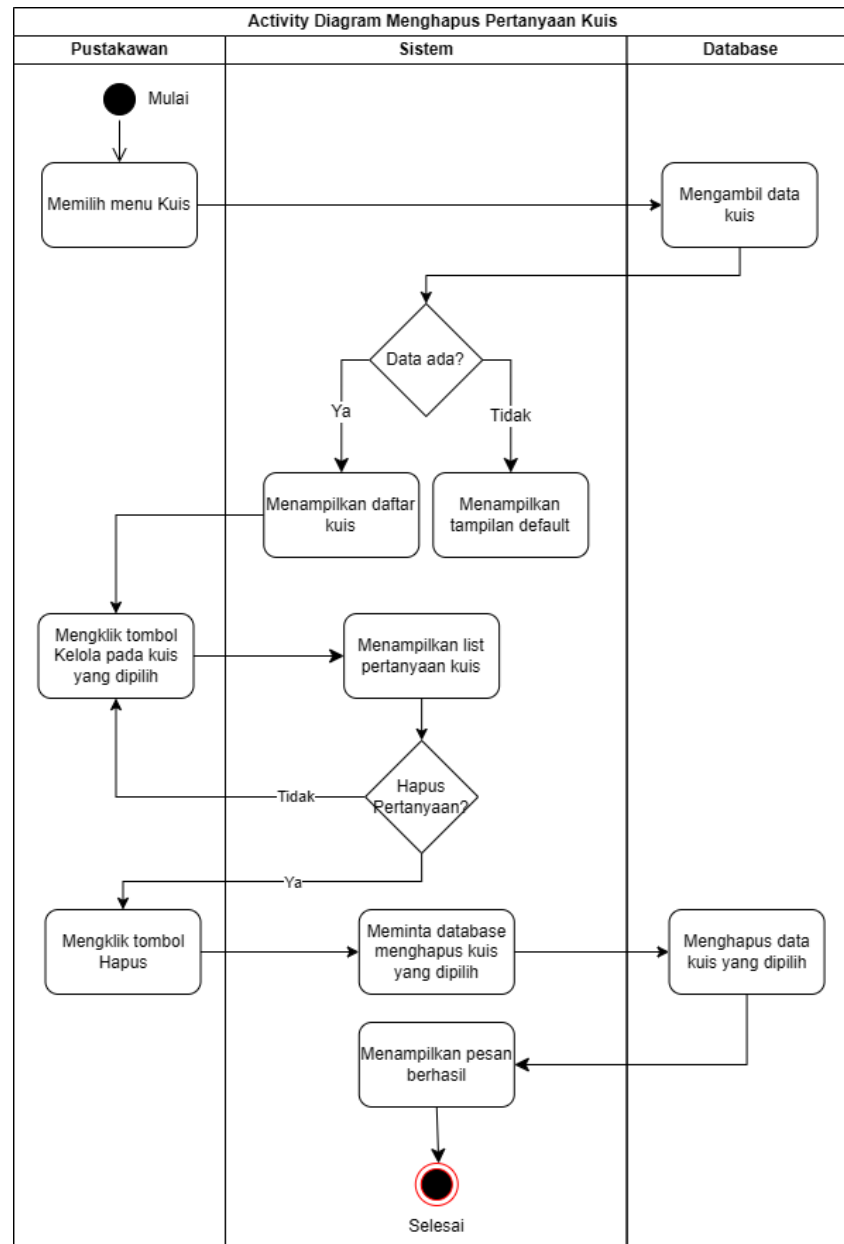 Activity Diagram Menghapus Pertanyaan Kuis
Pustakawan
Sistem
Database
Mulai
Memilih menu Kuis
Mengambil data
kuis
Data ada?
Ya
Tidak
Menampilkan daftar
kuis
Menampilkan
tampilan default
Mengklik tombol
Kelola pada kuis
yang dipilih
Menampilkan list
pertanyaan kuis
Hapus
Pertanyaan?
Tidak
Ya
Mengklik tombol
Hapus
Meminta database
menghapus kuis
yang dipilih
Menghapus data
kuis yang dipilih
Menampilkan pesan
berhasil
Selesai